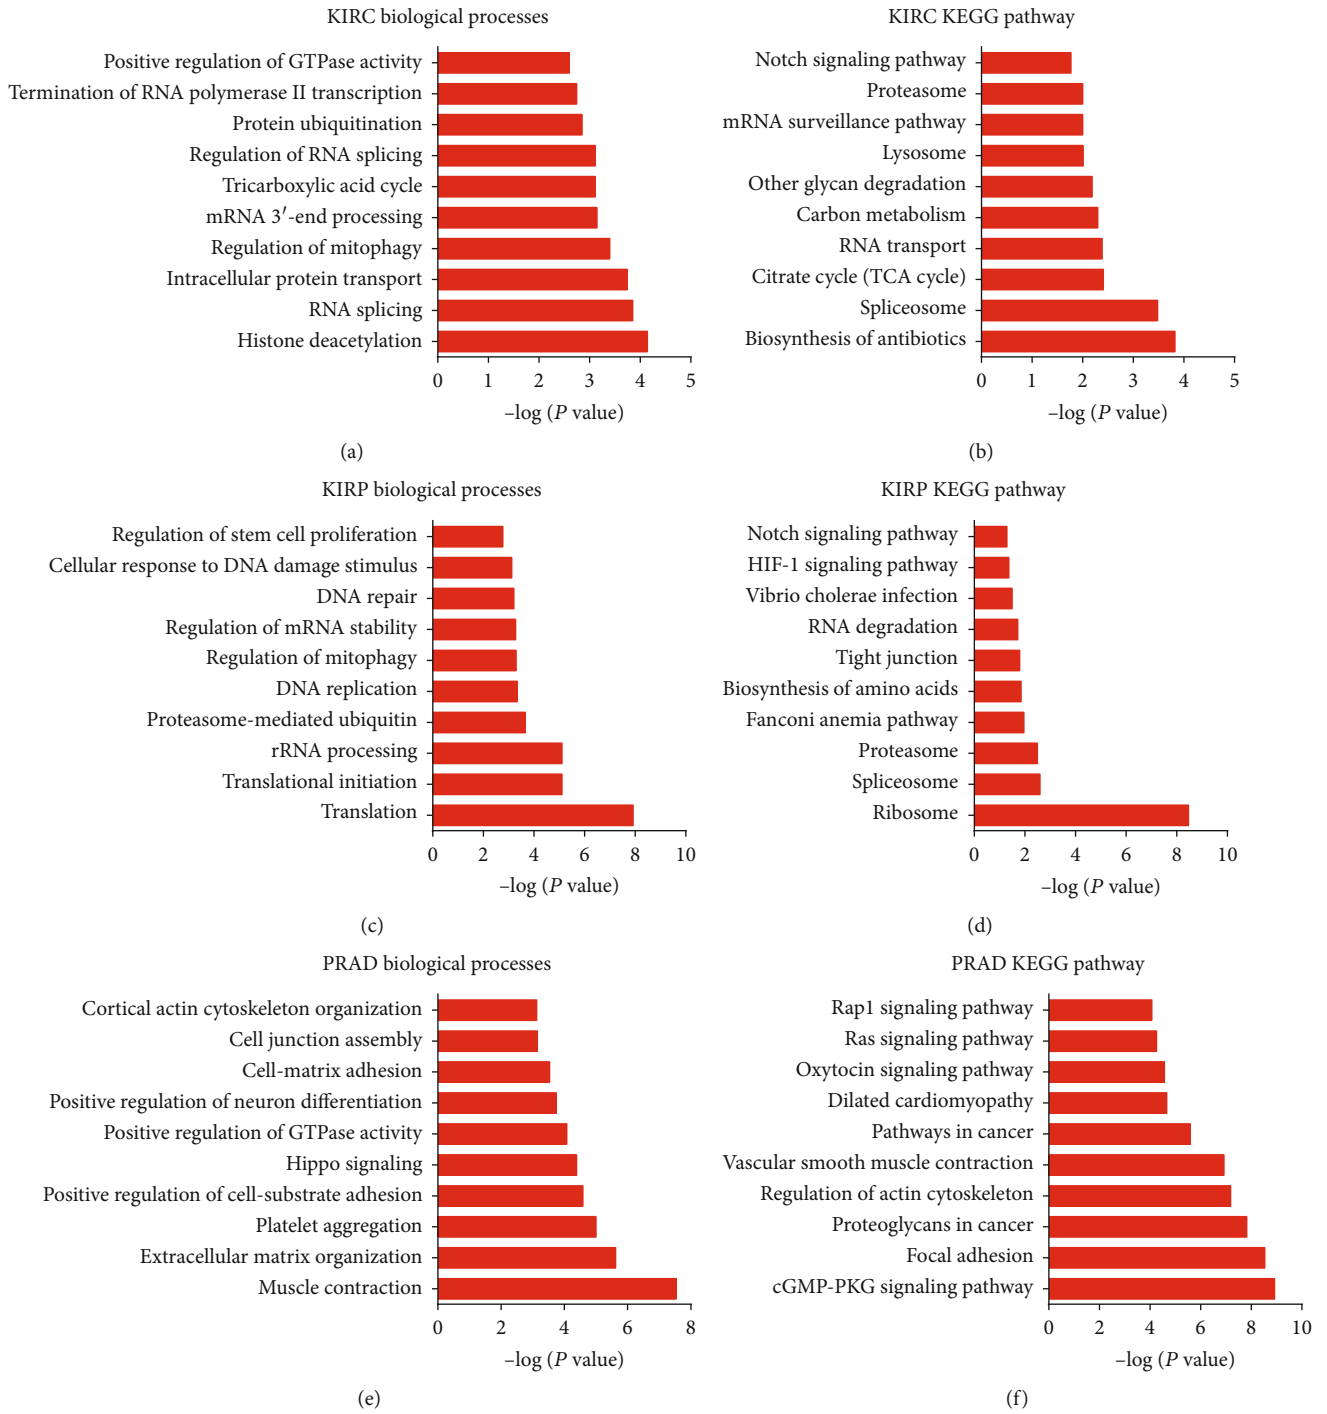 KIRC biological processes
Positive regulation of GTPase activity
Termination of RNA polymerase II transcription
Protein ubiquitination
Regulation of RNA splicing
Tricarboxylic acid cycle
mRNA 3′-end processing
Regulation of mitophagy
Intracellular protein transport
RNA splicing
Histone deacetylation
0 1 2 3 4 5
–log (P value)
(a)
KIRC KEGG pathway
Notch signaling pathway
Proteasome
mRNA surveillance pathway
Lysosome
Other glycan degradation
Carbon metabolism
RNA transport
Citrate cycle (TCA cycle)
Spliceosome
Biosynthesis of antibiotics
0 1 2 3 4 5
–log (P value)
(b)
KIRP biological processes
Regulation of stem cell proliferation
Cellular response to DNA damage stimulus
DNA repair
Regulation of mRNA stability
Regulation of mitophagy
DNA replication
Proteasome-mediated ubiquitin
rRNA processing
Translational initiation
Translation
0 2 4 6 8 10
–log (P value)
(c)
KIRP KEGG pathway
Notch signaling pathway
HIF-1 signaling pathway
Vibrio cholerae infection
RNA degradation
Tight junction
Biosynthesis of amino acids
Fanconi anemia pathway
Proteasome
Spliceosome
Ribosome
0 2 4 6 8 10
–log (P value)
(d)
PRAD biological processes
Cortical actin cytoskeleton organization
Cell junction assembly
Cell-matrix adhesion
Positive regulation of neuron differentiation
Positive regulation of GTPase activity
Hippo signaling
Positive regulation of cell-substrate adhesion
Platelet aggregation
Extracellular matrix organization
Muscle contraction
0 2 4 6 8
–log (P value)
(e)
PRAD KEGG pathway
Rap1 signaling pathway
Ras signaling pathway
Oxytocin signaling pathway
Dilated cardiomyopathy
Pathways in cancer
Vascular smooth muscle contraction
Regulation of actin cytoskeleton
Proteoglycans in cancer
Focal adhesion
cGMP-PKG signaling pathway
0 2 4 6 8 10
–log (P value)
(f)